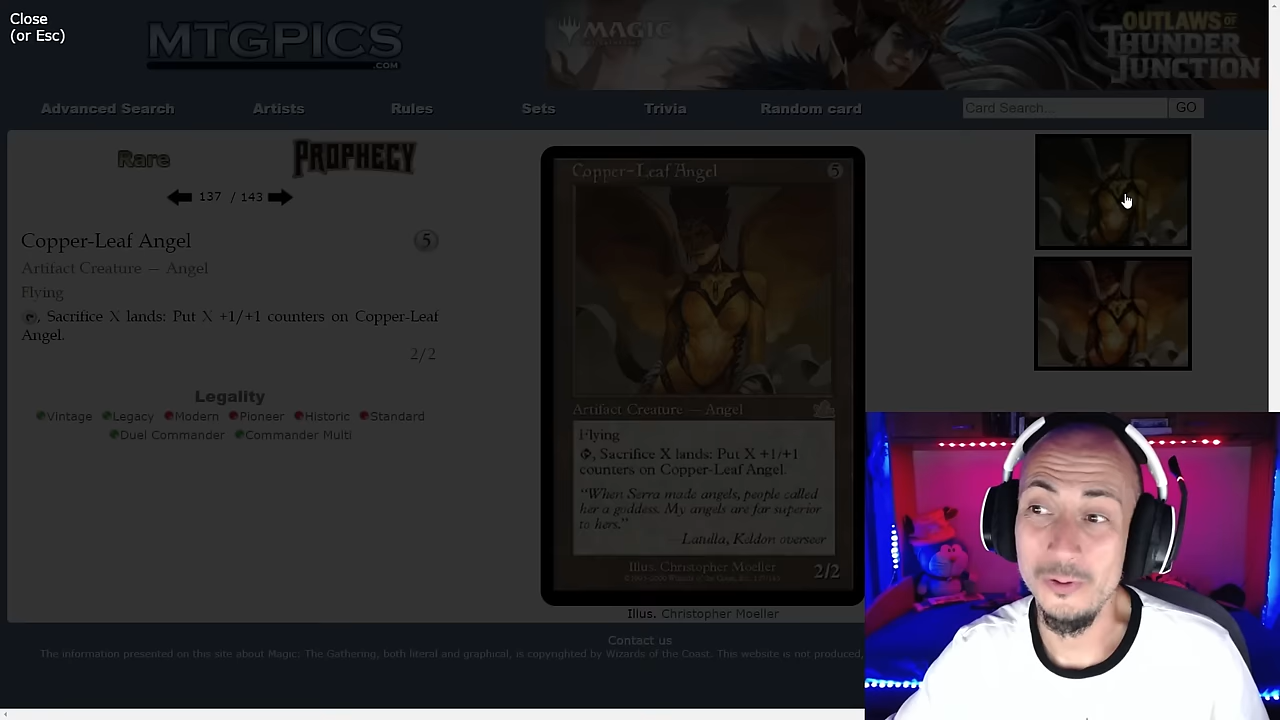 Close
(or Esc)
MTGPICS
.COM
MAGIC
OUTLAWS OF
THUNDER
JUNCTION
Advanced Search
Artists
Rules
Sets
Trivia
Random card
Card Search...
GO
Rare
PROPHECY
137 / 143
Copper-Leaf Angel
5
Artifact Creature — Angel
Flying
, Sacrifice X lands: Put X +1/+1 counters on Copper-Leaf
Angel.
2/2
Legality
Vintage Legacy Modern Pioneer Historic Standard
Duel Commander Commander Multi
Copper-Leaf Angel
5
Artifact Creature — Angel
Flying
, Sacrifice X lands: Put X +1/+1
counters on Copper-Leaf Angel.
“When Serra made angels, people called
her a goddess. My angels are far superior
to hers.”
—Latulla, Keldon overseer
Illus. Christopher Moeller
2/2
Illus. Christopher Moeller
Contact us
The information presented on this site about Magic: The Gathering, both literal and graphical, is copyrighted by Wizards of the Coast. This website is not produced,